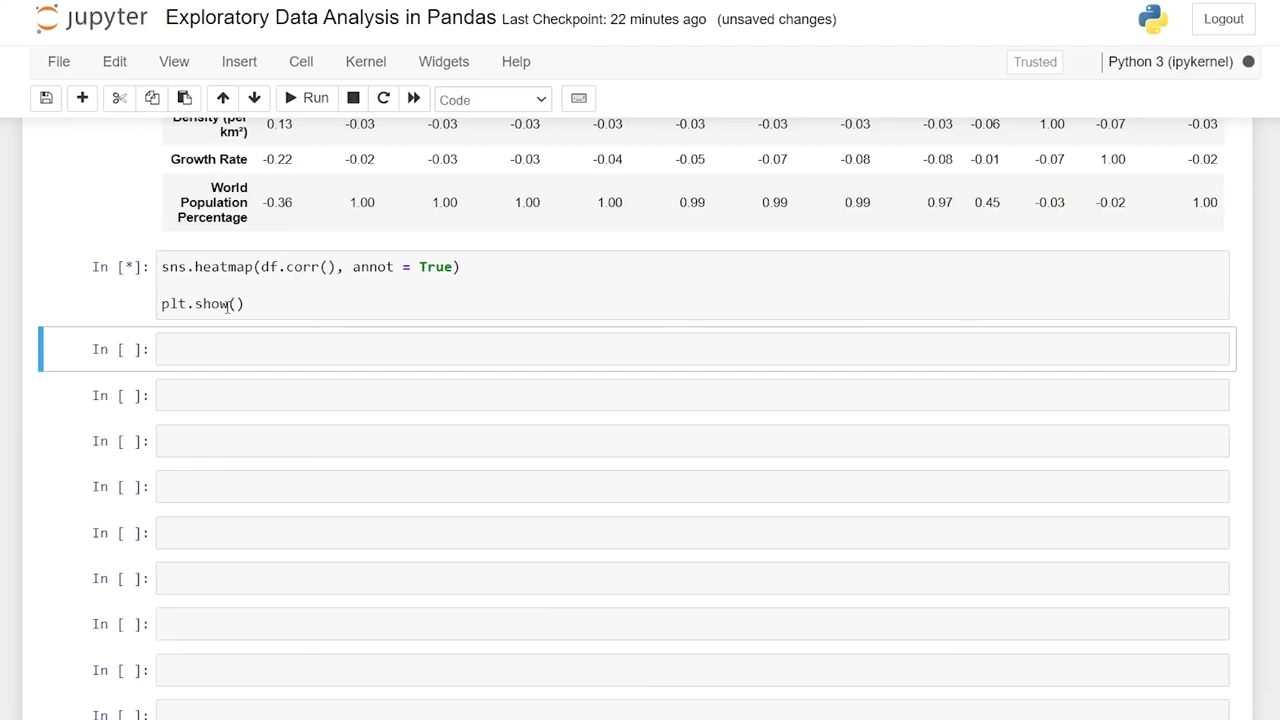 jupyter Exploratory Data Analysis in Pandas Last Checkpoint: 22 minutes ago (unsaved changes) Logout
File Edit View Insert Cell Kernel Widgets Help Trusted Python 3 (ipykernel)
Run Code
Density (per
km²) 0.13 -0.03 -0.03 -0.03 -0.03 -0.03 -0.03 -0.03 -0.03 -0.06 1.00 -0.07 -0.03
Growth Rate -0.22 -0.02 -0.03 -0.03 -0.04 -0.05 -0.07 -0.08 -0.08 -0.01 -0.07 1.00 -0.02
World
Population -0.36 1.00 1.00 1.00 1.00 0.99 0.99 0.99 0.97 0.45 -0.03 -0.02 1.00
Percentage
In [*]: sns.heatmap(df.corr(), annot = True)
plt.show()
In [ ]:
In [ ]:
In [ ]:
In [ ]:
In [ ]:
In [ ]:
In [ ]:
In [ ]:
In [ ]: